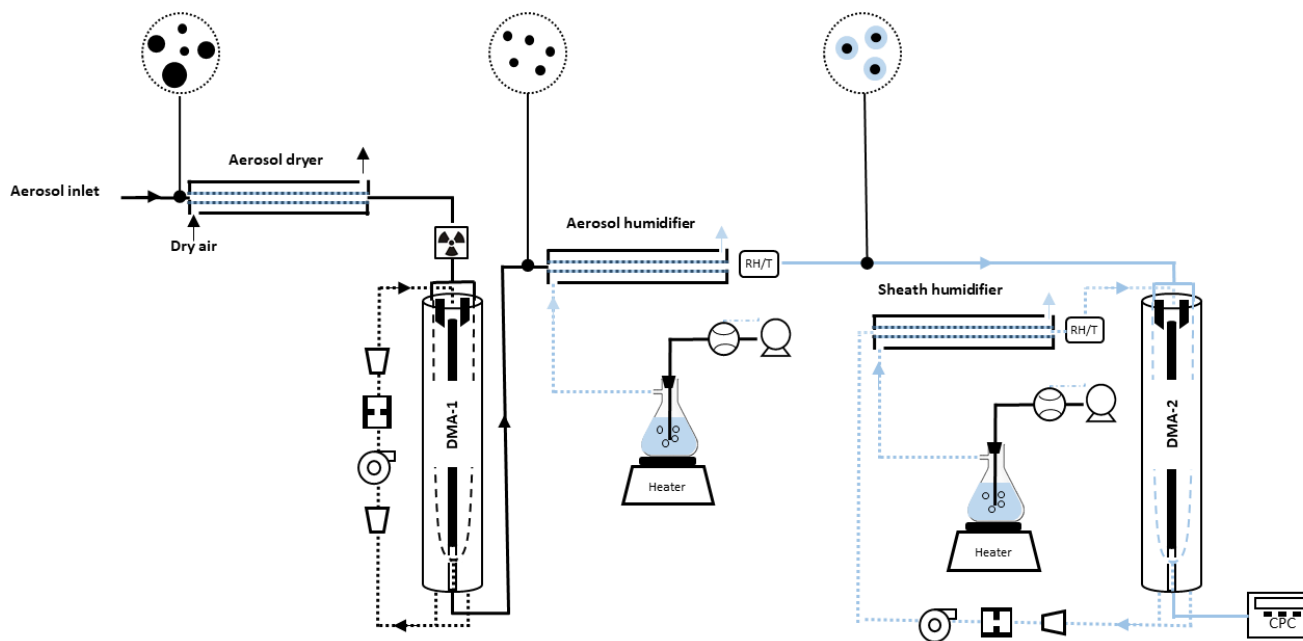 Aerosol dryer
Aerosol inlet
Dry air
Aerosol humidifier
RH/T
Sheath humidifier
RH/T
DMA-1
DMA-2
Heater
Heater
CPC